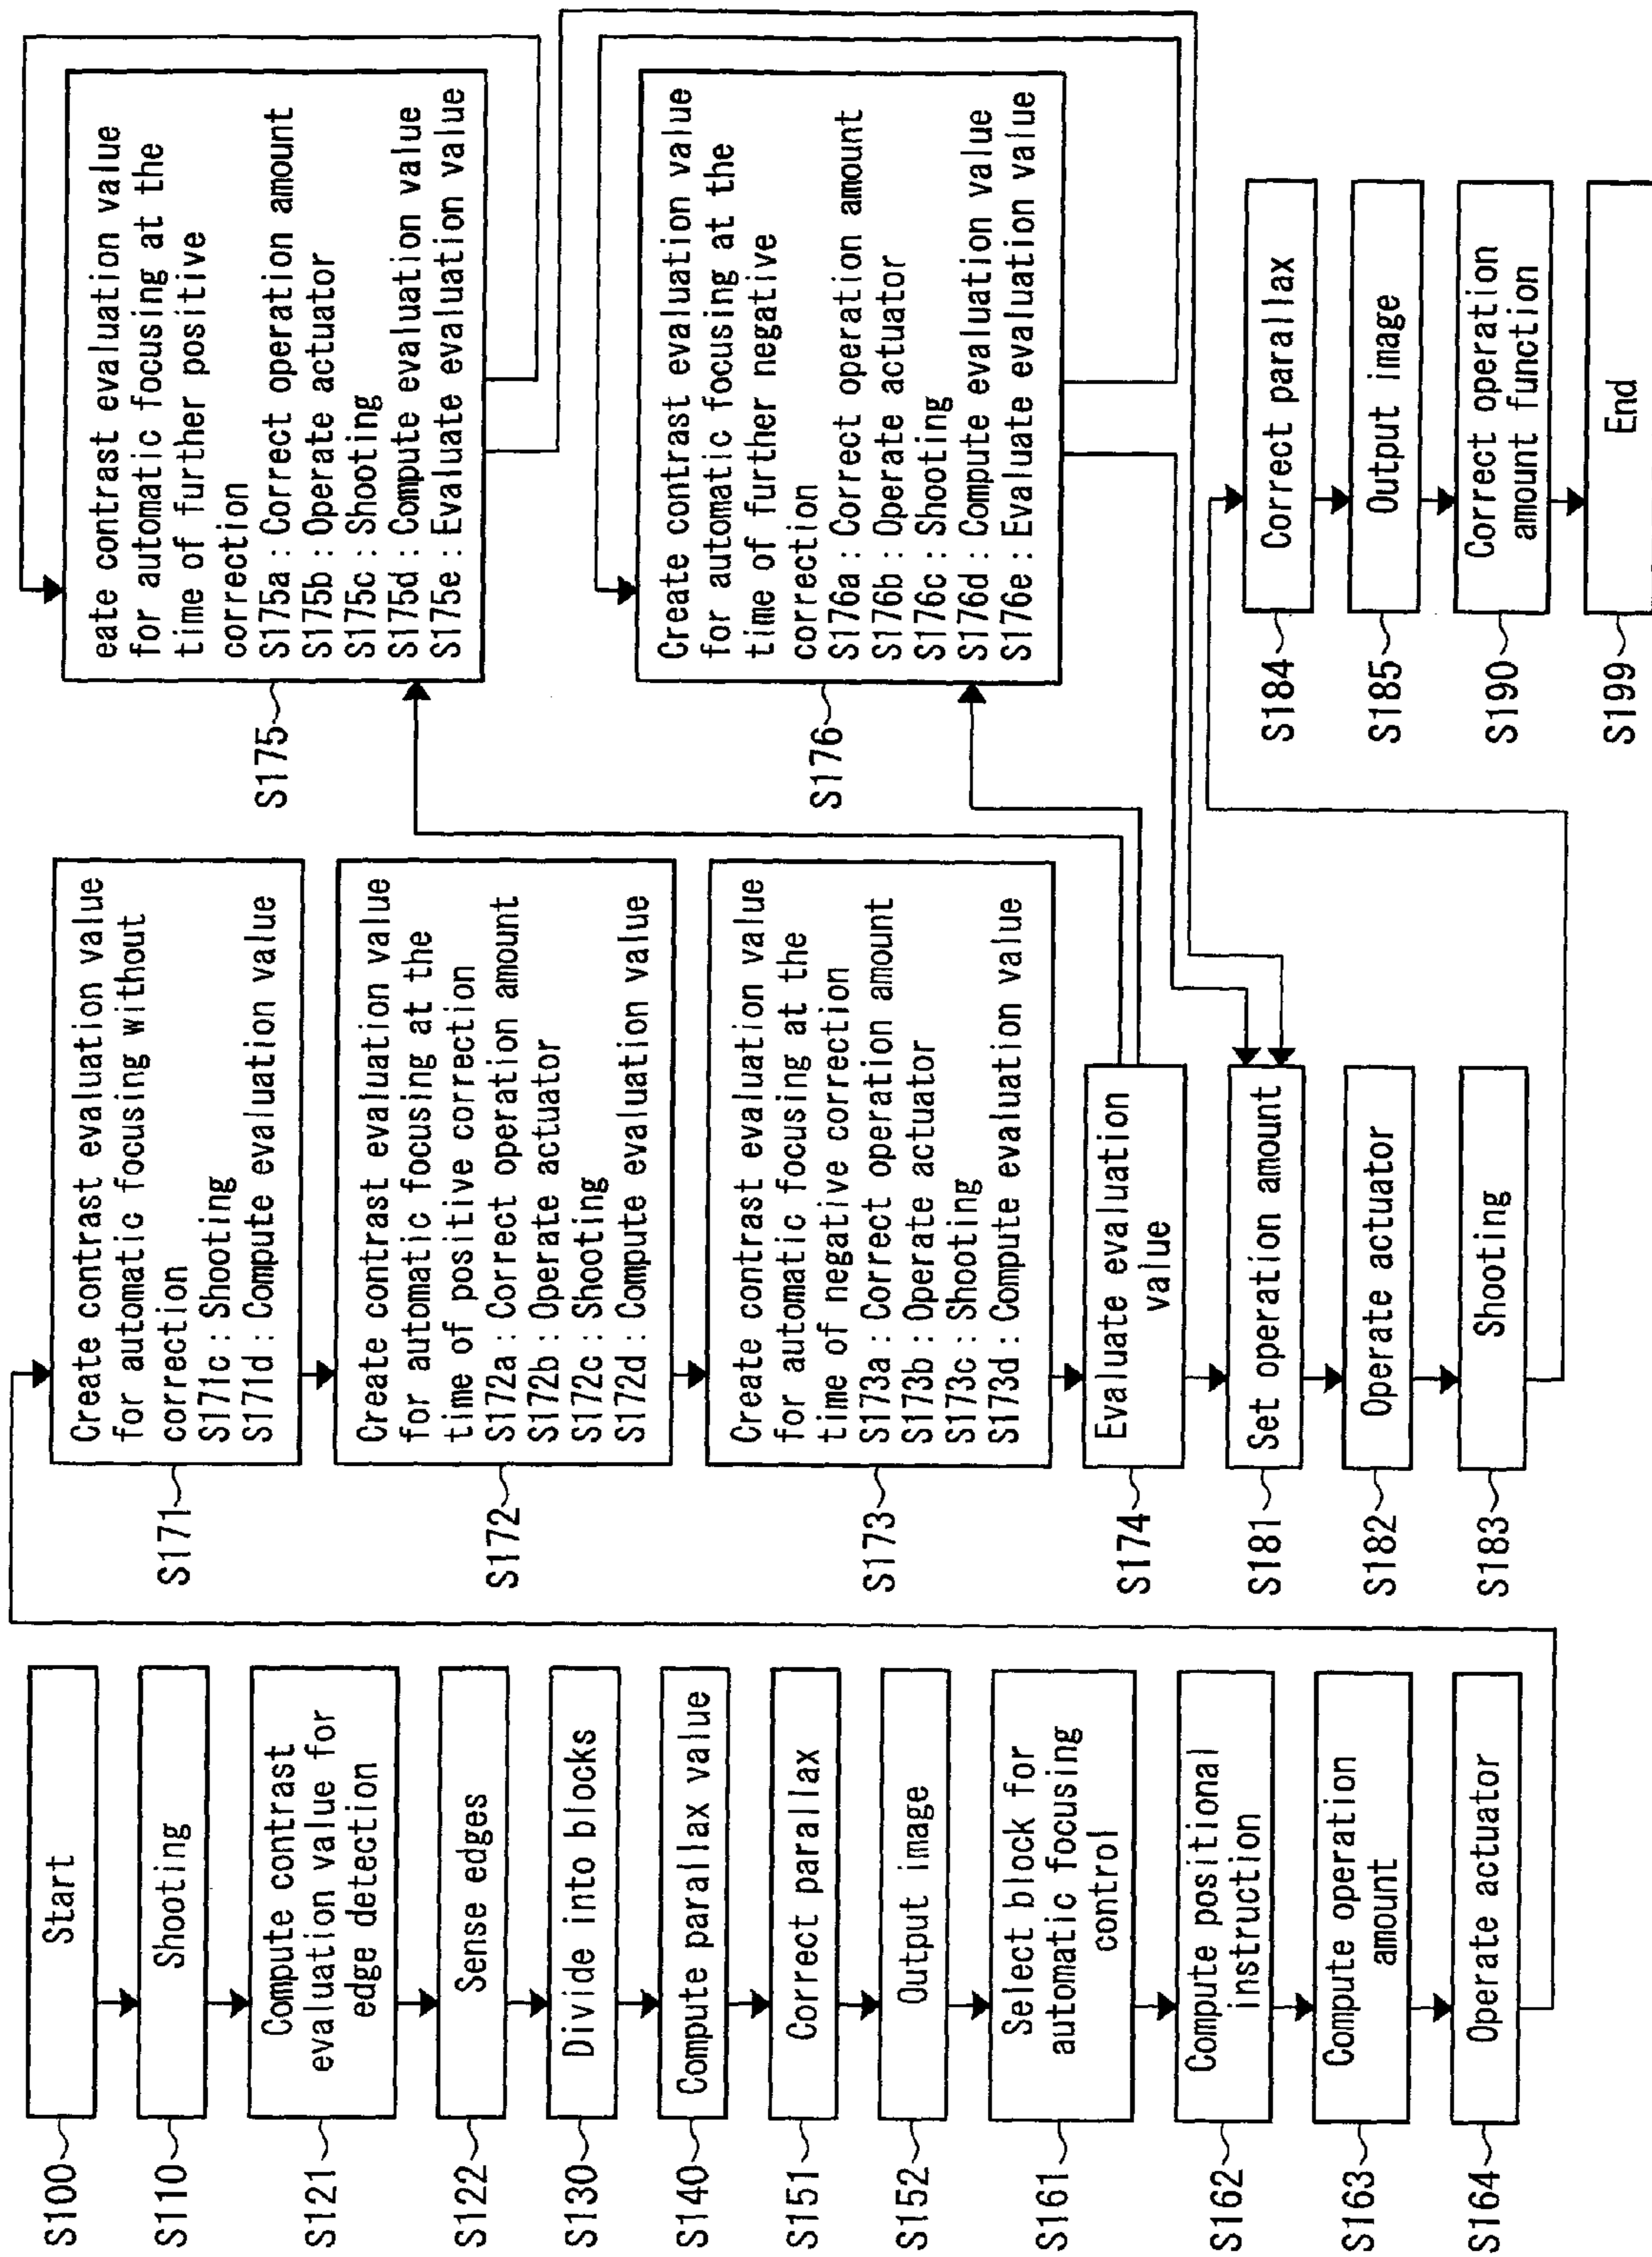 S100
Start
S110
Shooting
S121
Compute contrast
evaluation value for
edge detection
S122
Sense edges
S130
Divide into blocks
S140
Compute parallax value
S151
Correct parallax
S152
Output image
S161
Select block for
automatic focusing
control
S162
Compute positional
instruction
S163
Compute operation
amount
S164
Operate actuator
S171
Create contrast evaluation value
for automatic focusing without
correction
S171c : Shooting
S171d : Compute evaluation value
S172
Create contrast evaluation value
for automatic focusing at the
time of positive correction
S172a : Correct operation amount
S172b : Operate actuator
S172c : Shooting
S172d : Compute evaluation value
S173
Create contrast evaluation value
for automatic focusing at the
time of negative correction
S173a : Correct operation amount
S173b : Operate actuator
S173c : Shooting
S173d : Compute evaluation value
S174
Evaluate evaluation
value
S181
Set operation amount
S182
Operate actuator
S183
Shooting
S175
eate contrast evaluation value
for automatic focusing at the
time of further positive
correction
S175a : Correct operation amount
S175b : Operate actuator
S175c : Shooting
S175d : Compute evaluation value
S175e : Evaluate evaluation value
S176
Create contrast evaluation value
for automatic focusing at the
time of further negative
correction
S176a : Correct operation amount
S176b : Operate actuator
S176c : Shooting
S176d : Compute evaluation value
S176e : Evaluate evaluation value
S184
Correct parallax
S185
Output image
S190
Correct operation
amount function
S199
End